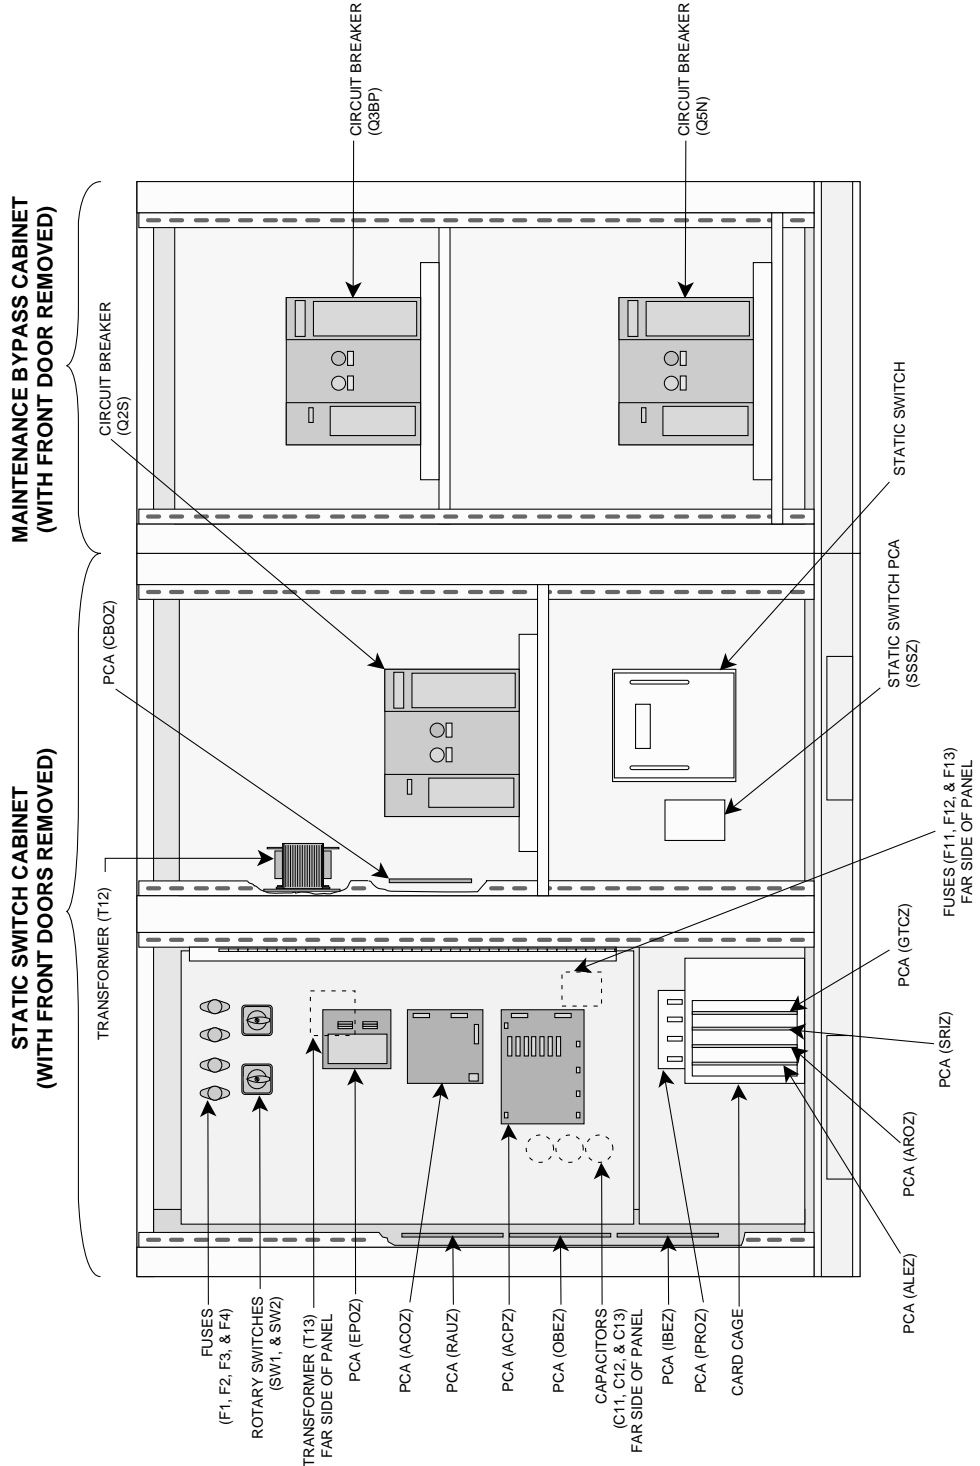 STATIC SWITCH CABINET
(WITH FRONT DOORS REMOVED)
MAINTENANCE BYPASS CABINET
(WITH FRONT DOOR REMOVED)
TRANSFORMER (T12)
PCA (CBOZ)
CIRCUIT BREAKER
(Q2S)
CIRCUIT BREAKER
(Q3BP)
CIRCUIT BREAKER
(Q5N)
FUSES
(F1, F2, F3, & F4)
ROTARY SWITCHES
(SW1, & SW2)
TRANSFORMER (T13)
FAR SIDE OF PANEL
PCA (EPOZ)
PCA (ACOZ)
PCA (RAUZ)
PCA (ACPZ)
PCA (OBEZ)
CAPACITORS
(C11, C12, & C13)
FAR SIDE OF PANEL
PCA (IBEZ)
PCA (PROZ)
CARD CAGE
PCA (ALEZ)
PCA (AROZ)
PCA (SRIZ)
PCA (GTCZ)
FUSES (F11, F12, & F13)
FAR SIDE OF PANEL
STATIC SWITCH PCA
(SSSZ)
STATIC SWITCH